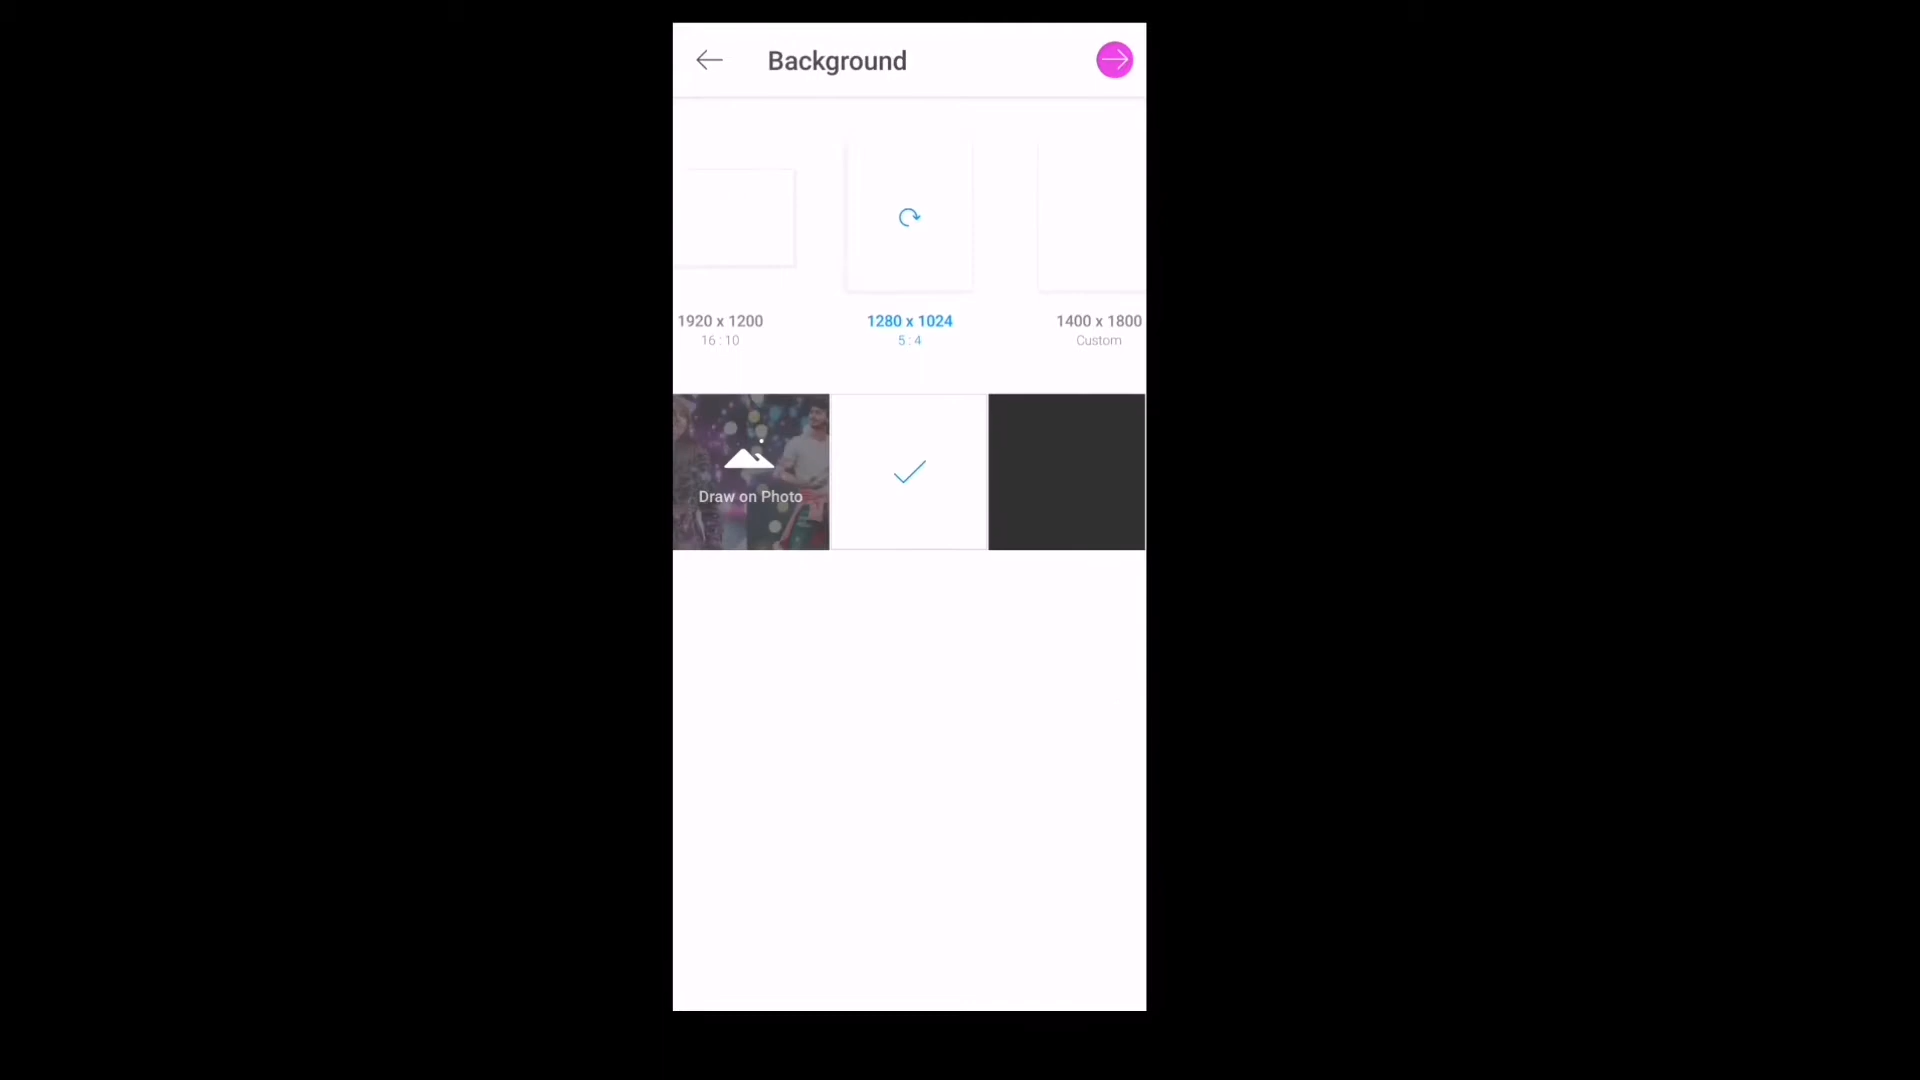 Background
1920 x 1200
16 : 10
1280 x 1024
5 : 4
1400 x 1800
Custom
Draw on Photo